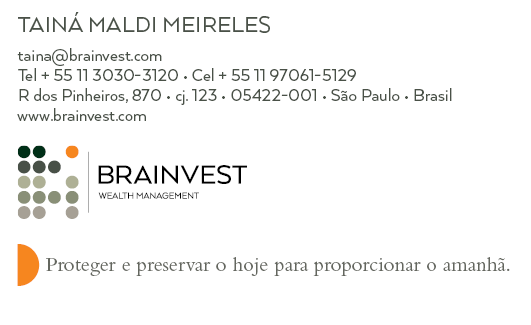 TAINÁ MALDI MEIRELES
taina@brainvest.com
Tel + 55 11 3030-3120 • Cel + 55 11 97061-5129
R dos Pinheiros, 870 • cj. 123 • 05422-001 • São Paulo • Brasil
www.brainvest.com
BRAINVEST
WEALTH MANAGEMENT
Proteger e preservar o hoje para proporcionar o amanhã.